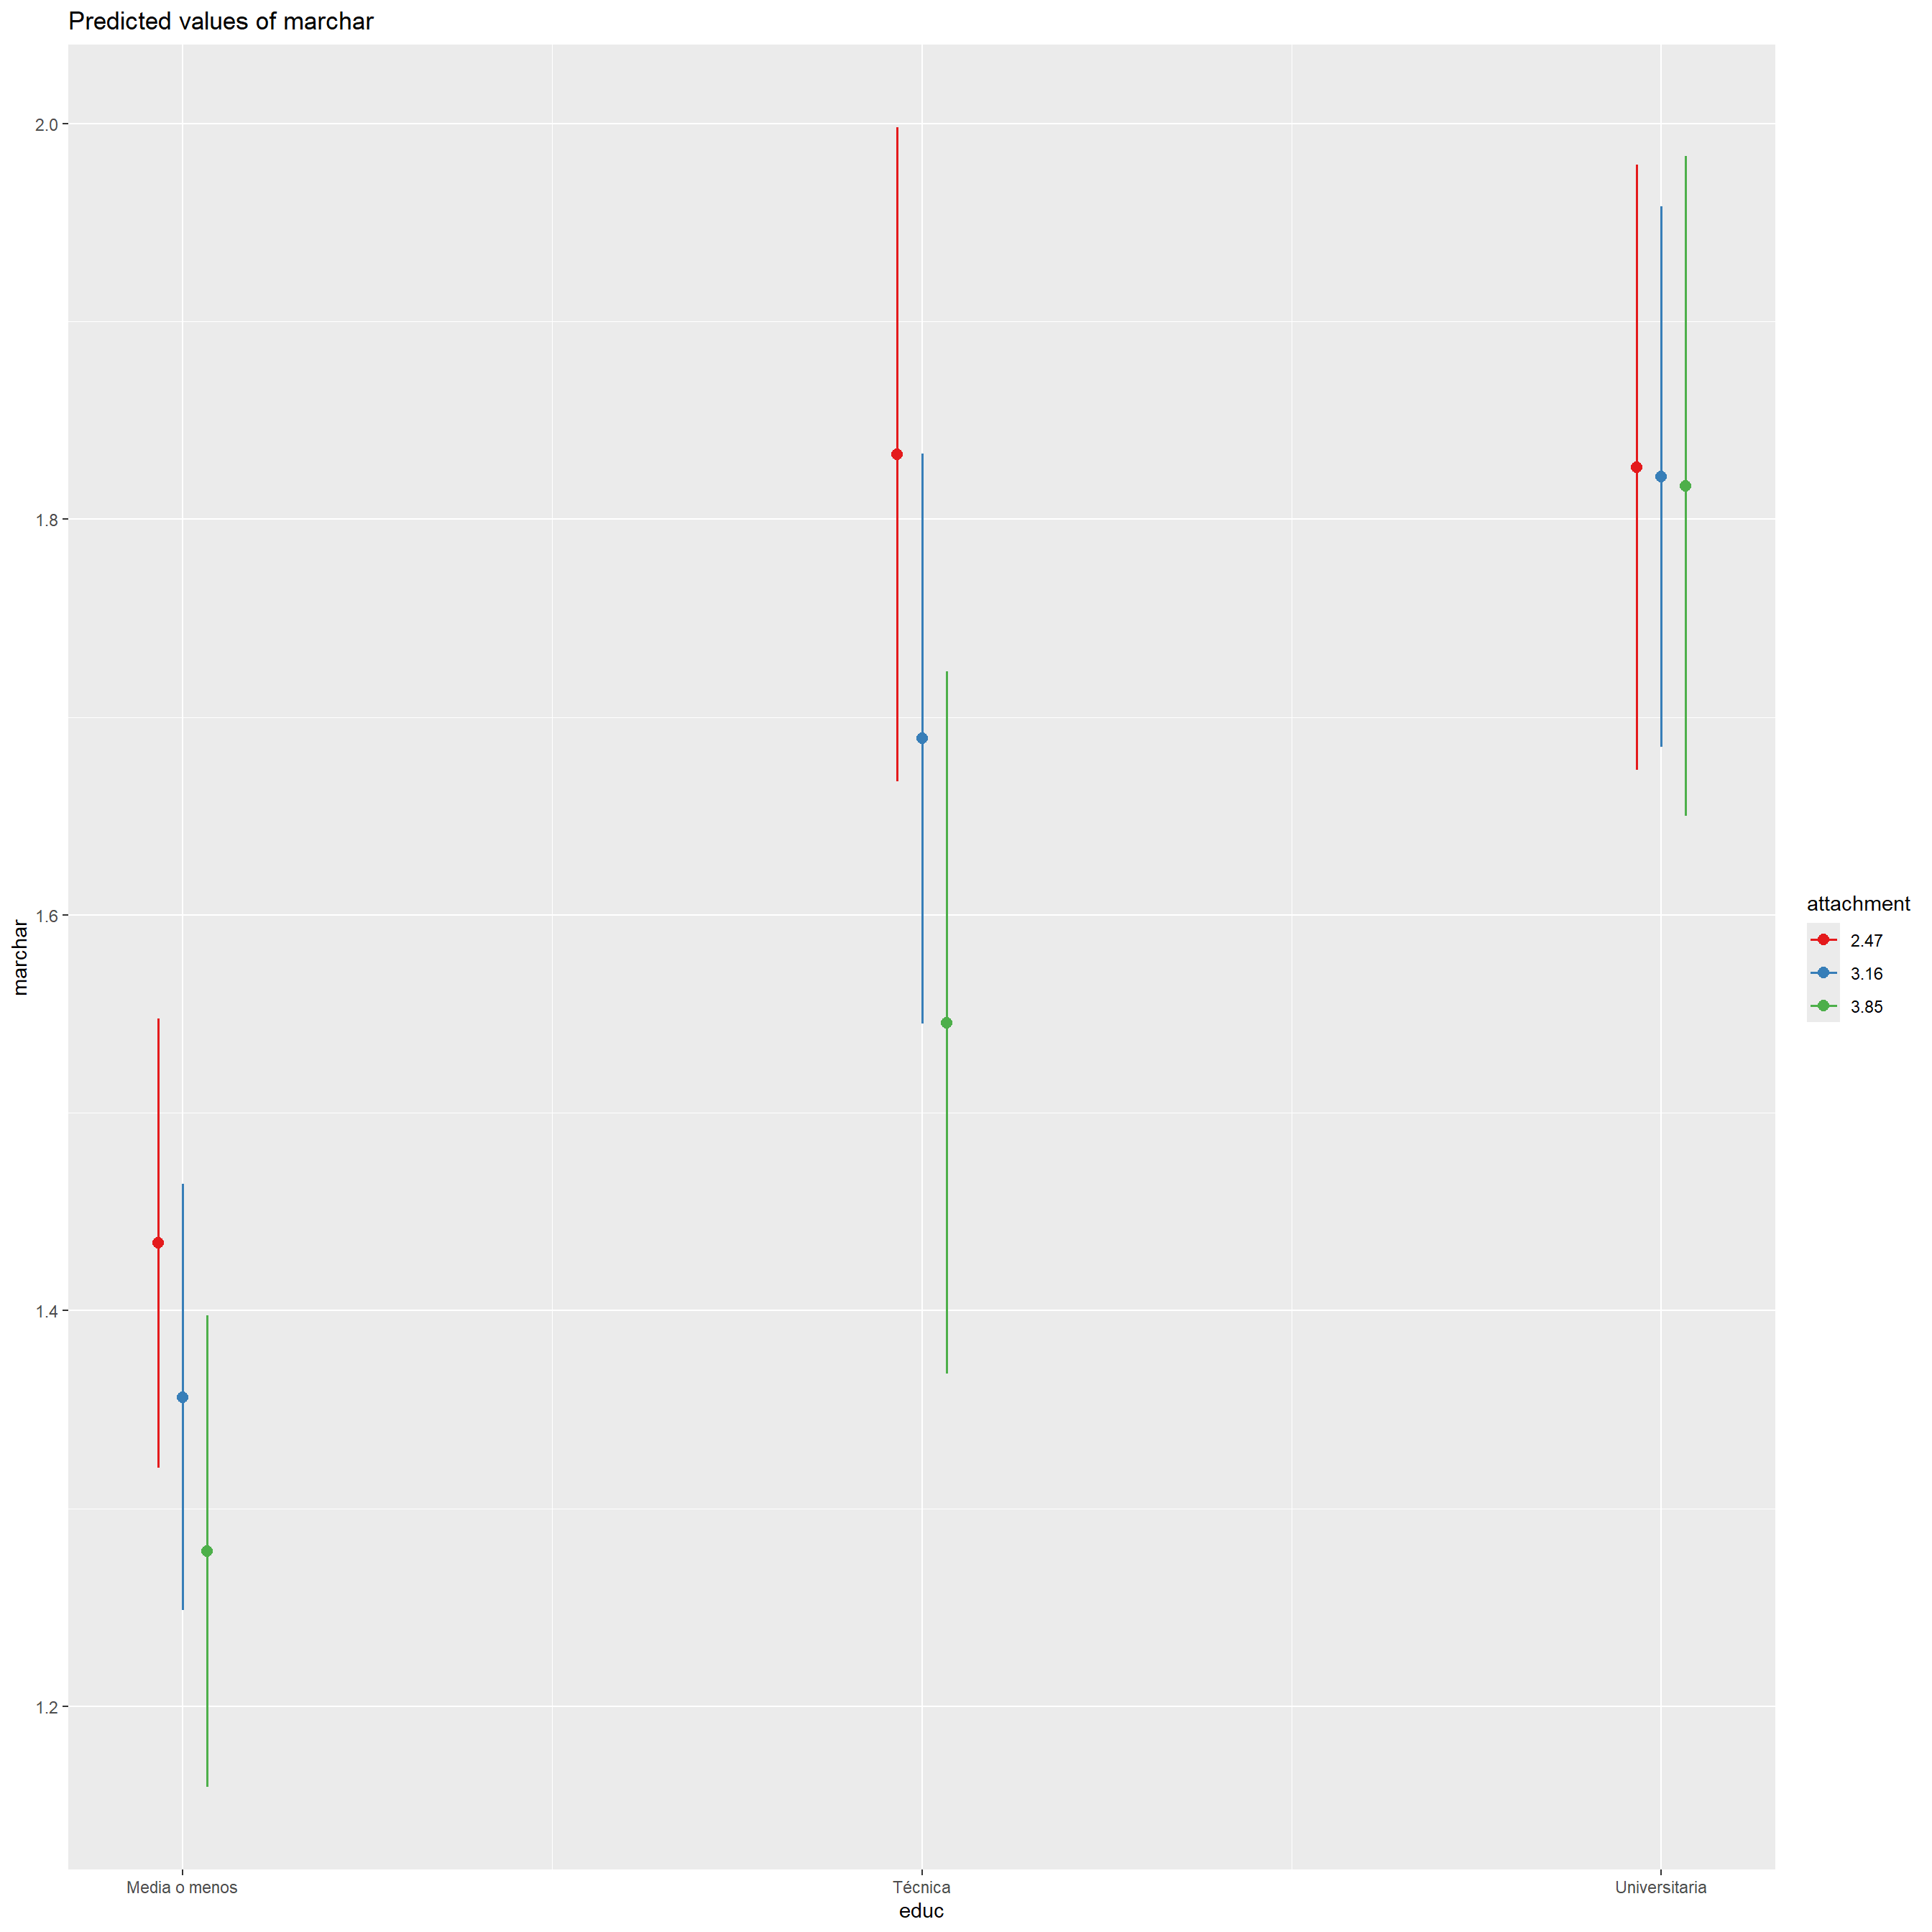 Predicted values of marchar
2.0
1.8
1.6
1.4
1.2
marchar
Media o menos
Técnica
Universitaria
educ
attachment
2.47
3.16
3.85